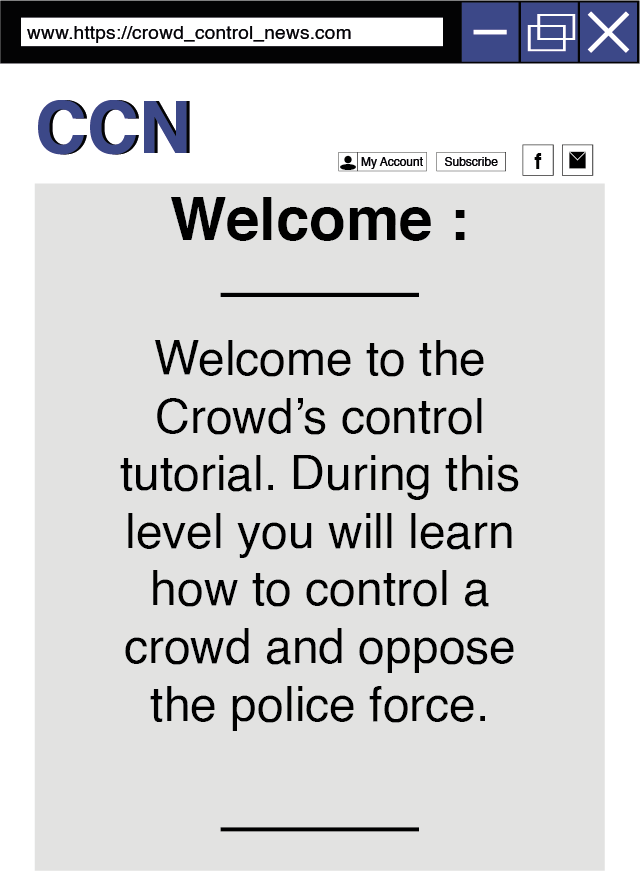 www.https://crowd_control_news.com
CCN
My Account Subscribe f
Welcome :
Welcome to the
Crowd’s control
tutorial. During this
level you will learn
how to control a
crowd and oppose
the police force.